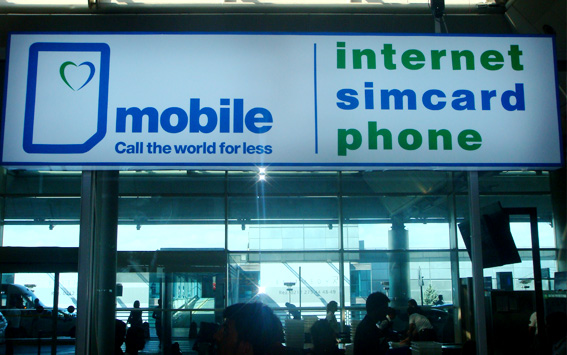 mobile
Call the world for less
internet
simcard
phone